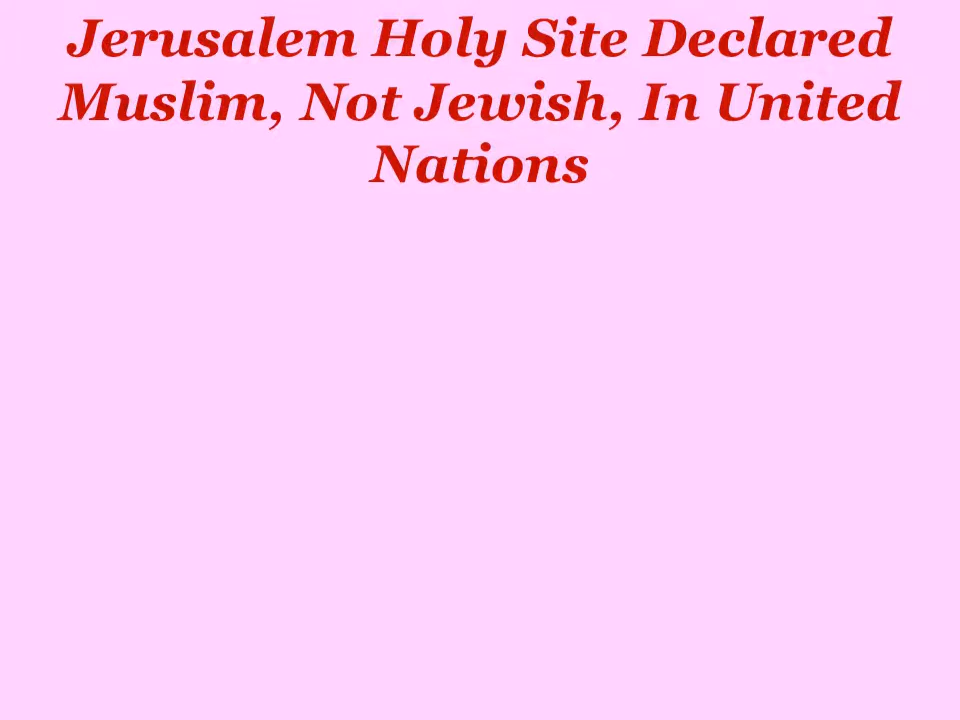 Jerusalem Holy Site Declared
Muslim, Not Jewish, In United
Nations